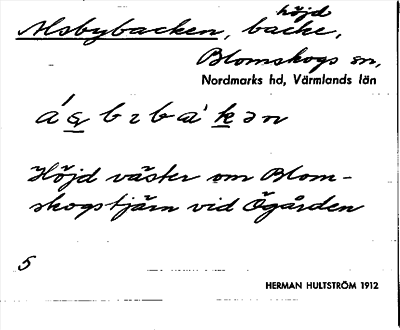 höjd
Alsbybacken, backe,
Blomskogs sn,
Nordmarks hd, Värmlands län
Höjd väster om Blom-
skogstjärn vid Ögården
5
HERMAN HULTSTRÖM 1912